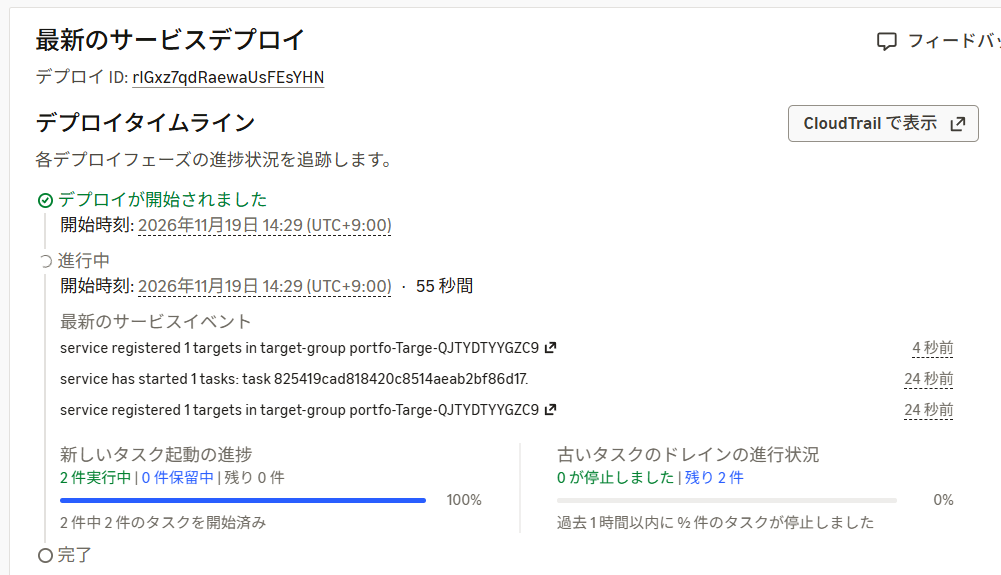 最新のサービスデプロイ
フィードバッ
デプロイ ID: rlGxz7qdRaewaUsFEsYHN
デプロイタイムライン
CloudTrail で表示
各デプロイフェーズの進捗状況を追跡します。
デプロイが開始されました
開始時刻: 2026年11月19日 14:29 (UTC+9:00)
進行中
開始時刻: 2026年11月19日 14:29 (UTC+9:00) · 55 秒間
最新のサービスイベント
service registered 1 targets in target-group portfo-Targe-QJTYDTYYGZC9
4 秒前
service has started 1 tasks: task 825419cad818420c8514aeab2bf86d17.
24 秒前
service registered 1 targets in target-group portfo-Targe-QJTYDTYYGZC9
24 秒前
新しいタスク起動の進捗
2 件実行中 | 0 件保留中 | 残り 0 件
100%
2 件中 2 件のタスクを開始済み
古いタスクのドレインの進行状況
0 が停止しました | 残り 2 件
0%
過去 1 時間以内に % 件のタスクが停止しました
完了